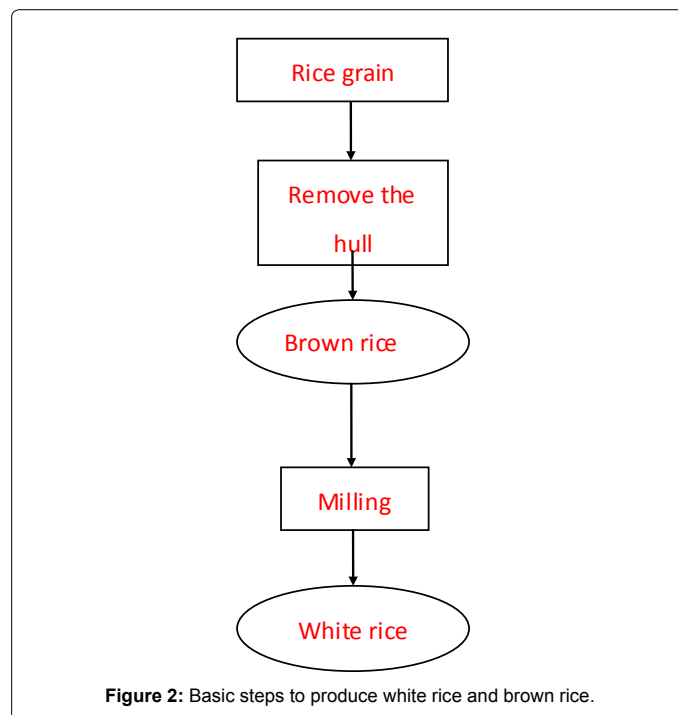 Rice grain
Remove the
hull
Brown rice
Milling
White rice
Figure 2: Basic steps to produce white rice and brown rice.